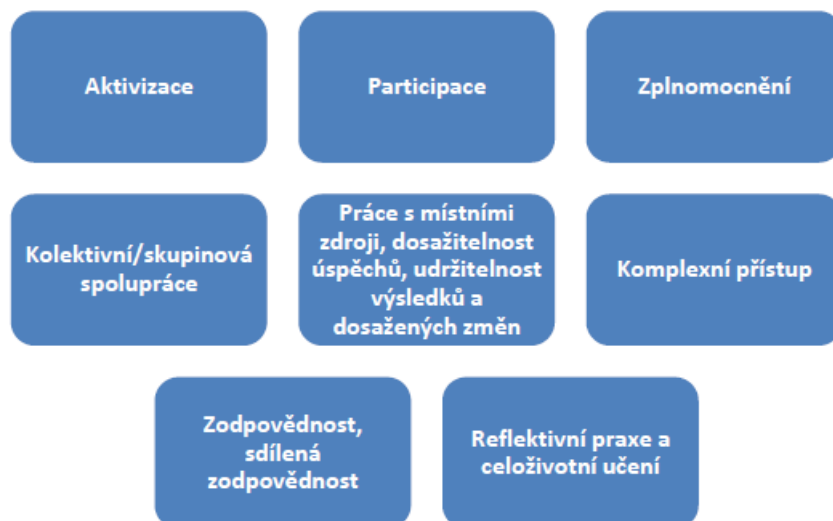 Aktivizace
Participace
Zplnomocnění
Kolektivní/skupinová
spolupráce
Práce s místními
zdroji, dosažitelnost
úspěchů, udržitelnost
výsledků a
dosažených změn
Komplexní přístup
Zodpovědnost,
sdílená
zodpovědnost
Reflektivní praxe a
celoživotní učení